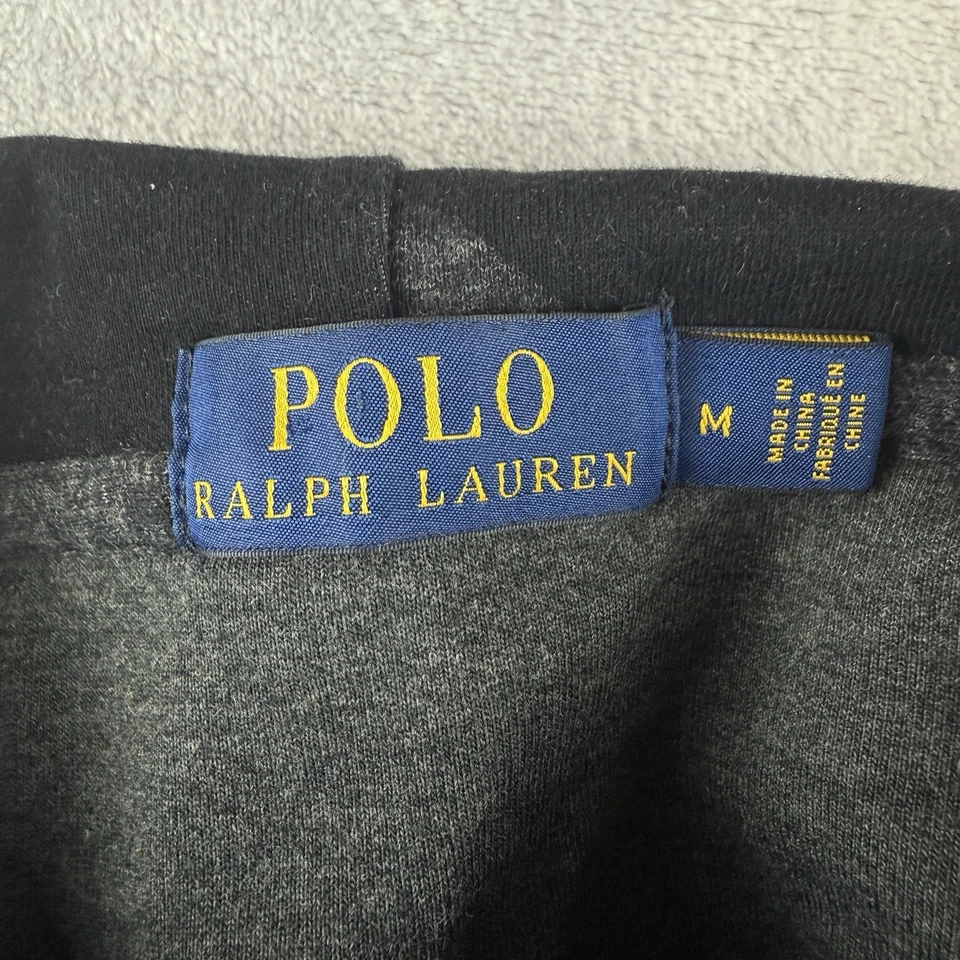 POLO
RALPH LAUREN
M
MADE IN
CHINA
FABRIQUÉ EN
CHINE